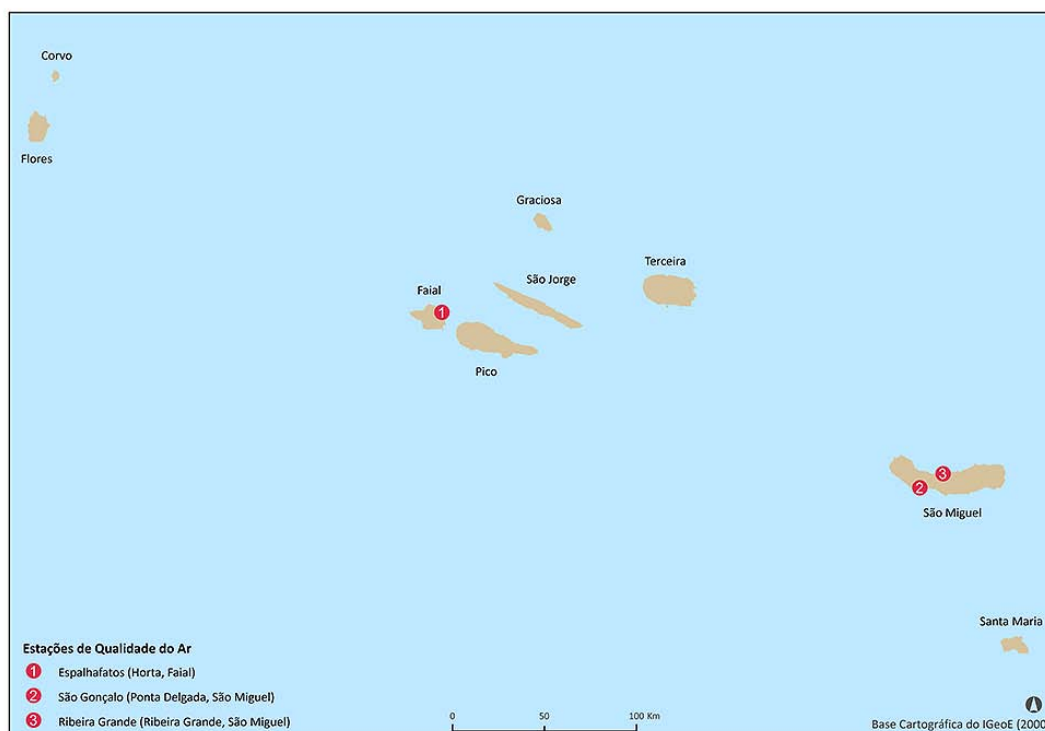 Corvo
Flores
Graciosa
Terceira
São Jorge
Faial
1
Pico
3
2
São Miguel
Santa Maria
Estações de Qualidade do Ar
1 Espalhafatos (Horta, Faial)
2 São Gonçalo (Ponta Delgada, São Miguel)
3 Ribeira Grande (Ribeira Grande, São Miguel)
0 50 100 Km
Base Cartográfica do IGeoE (2000